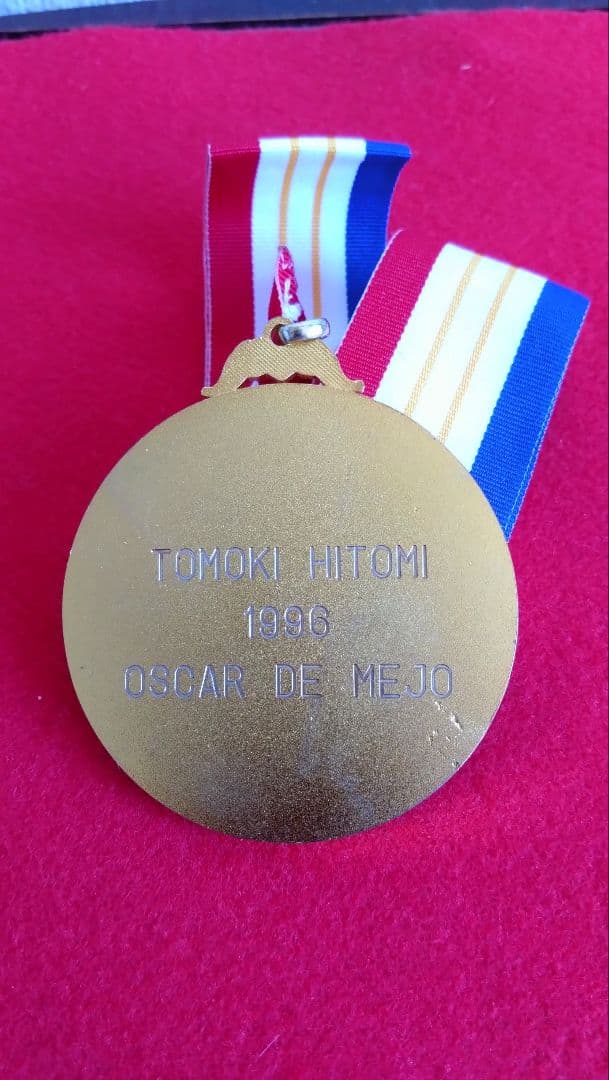 TOMOKI HITOMI
1996
OSCAR DE MEJO